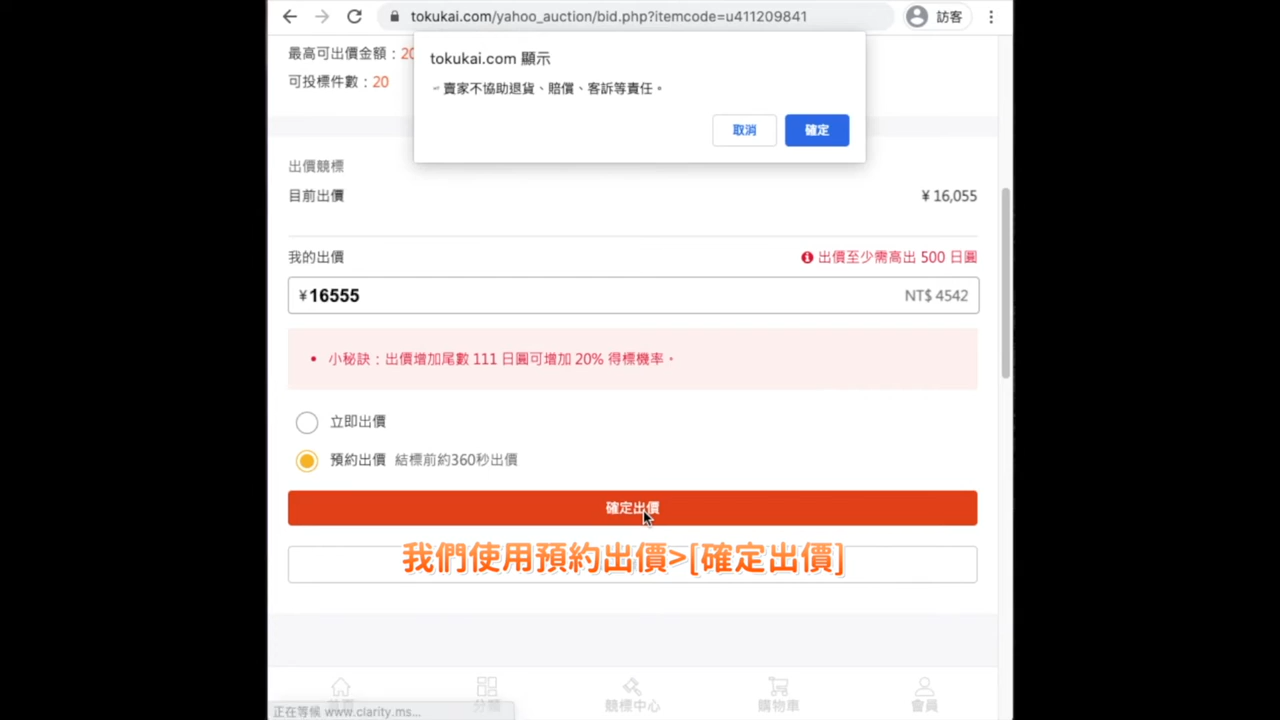 tokukai.com/yahoo_auction/bid.php?itemcode=u411209841
訪客
最高可出價金額：20
可投標件數：20
tokukai.com 顯示
賣家不協助退貨、賠償、客訴等責任。
取消
確定
出價競標
目前出價
¥ 16,055
我的出價
出價至少需高出 500 日圓
¥16555
NT$ 4542
• 小秘訣：出價增加尾數 111 日圓可增加 20% 得標機率。
立即出價
預約出價 結標前約360秒出價
確定出價
我們使用預約出價>[確定出價]
分類
競標中心
購物車
會員
正在等候 www.clarity.ms...